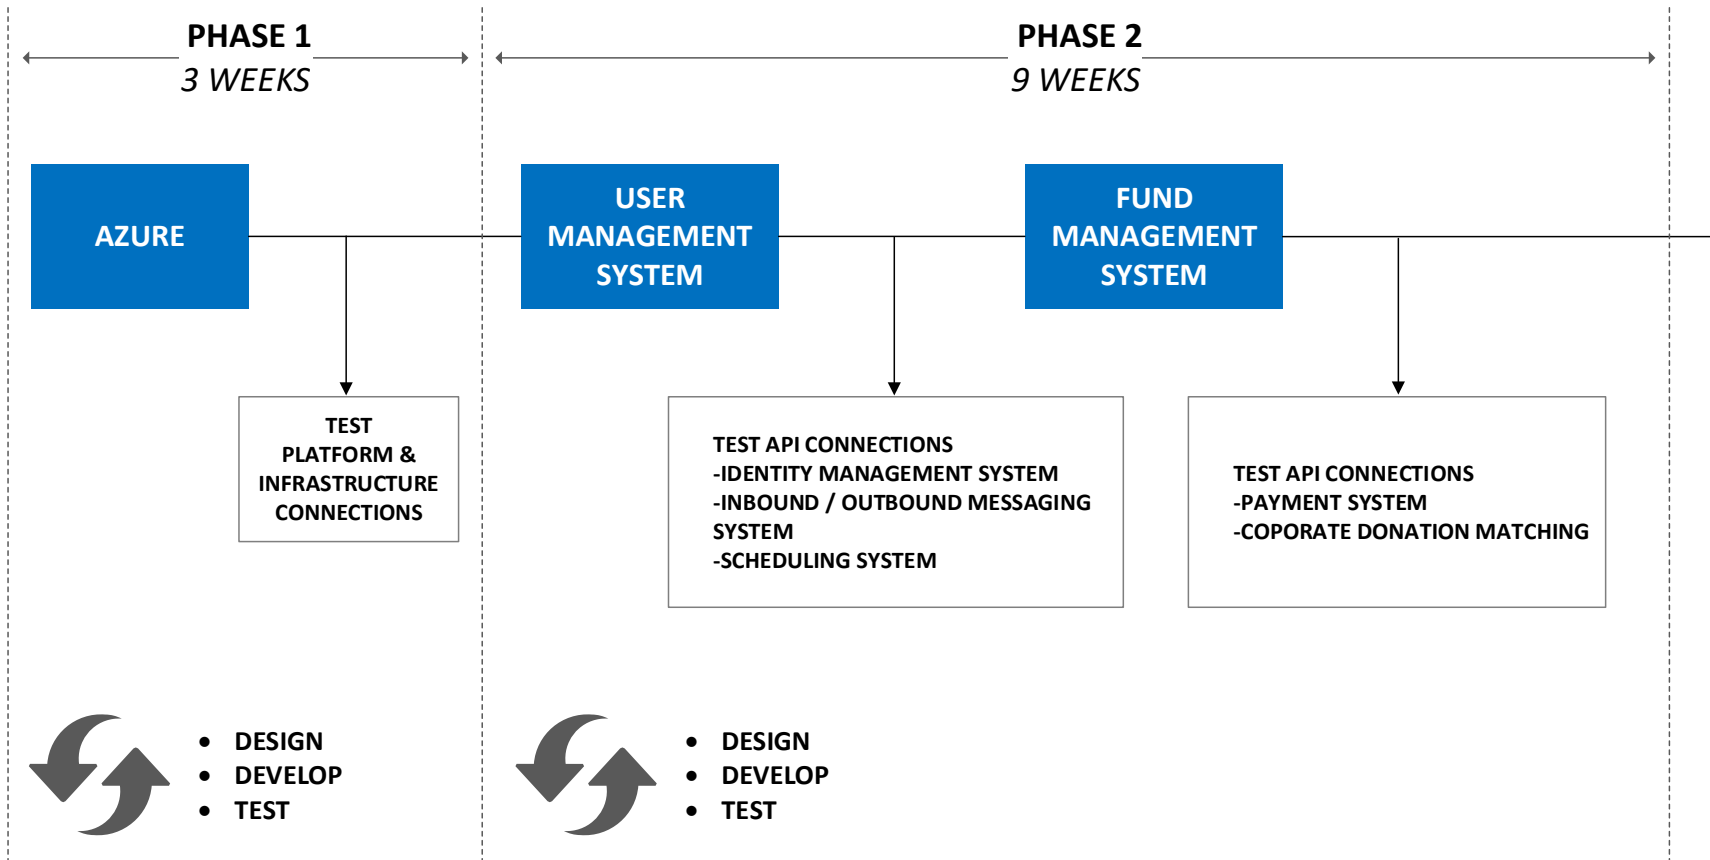 PHASE 1
3 WEEKS
PHASE 2
9 WEEKS
AZURE
USER
MANAGEMENT
SYSTEM
FUND
MANAGEMENT
SYSTEM
TEST
PLATFORM &
INFRASTRUCTURE
CONNECTIONS
TEST API CONNECTIONS
-IDENTITY MANAGEMENT SYSTEM
-INBOUND / OUTBOUND MESSAGING
SYSTEM
-SCHEDULING SYSTEM
TEST API CONNECTIONS
-PAYMENT SYSTEM
-COPORATE DONATION MATCHING
• DESIGN
• DEVELOP
• TEST
• DESIGN
• DEVELOP
• TEST